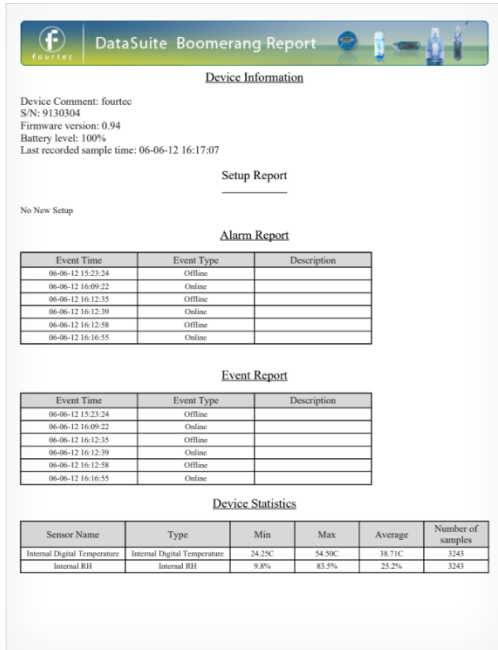 f
fourtec
DataSuite Boomerang Report
Device Information
Device Comment: fourtec
S/N: 9130304
Firmware version: 0.94
Battery level: 100%
Last recorded sample time: 06-06-12 16:17:07
Setup Report
No New Setup
Alarm Report
Event Time Event Type Description
06-06-12 15:23:24 Offline
06-06-12 16:09:22 Online
06-06-12 16:12:35 Offline
06-06-12 16:12:39 Online
06-06-12 16:12:58 Offline
06-06-12 16:16:55 Online
Event Report
Event Time Event Type Description
06-06-12 15:23:24 Offline
06-06-12 16:09:22 Online
06-06-12 16:12:35 Offline
06-06-12 16:12:39 Online
06-06-12 16:12:58 Offline
06-06-12 16:16:55 Online
Device Statistics
Sensor Name Type Min Max Average Number of samples
Internal Digital Temperature Internal Digital Temperature 24.25C 54.50C 38.71C 3243
Internal RH Internal RH 9.8% 83.5% 25.2% 3243